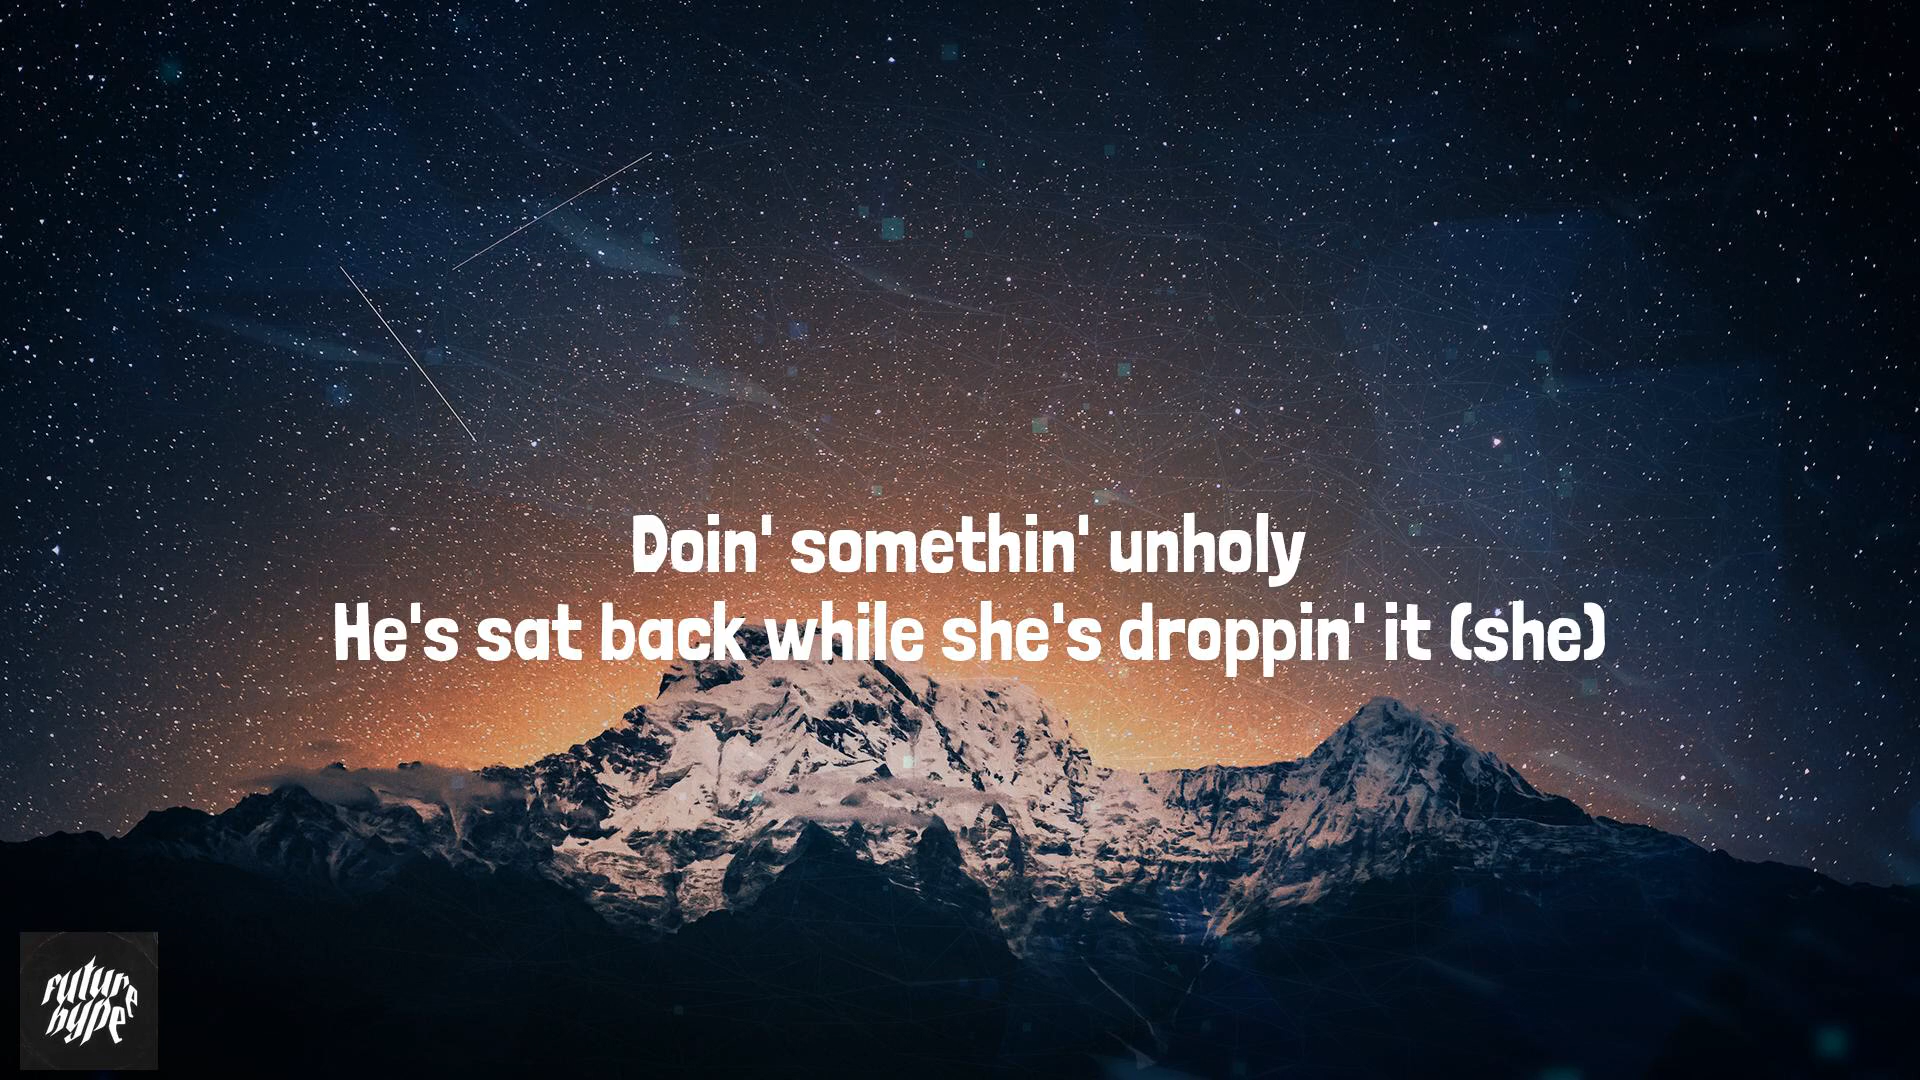 Doin' somethin' unholy
He's sat back while she's droppin' it (she)
future
hype